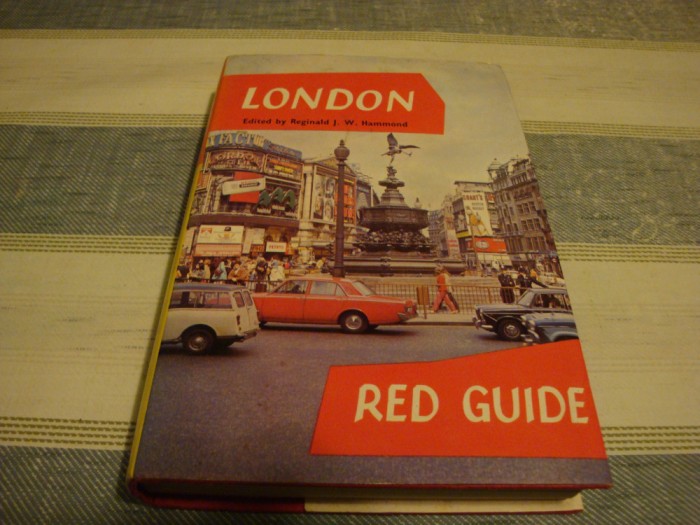 LONDON
Edited by Reginald J. W. Hammond
RED GUIDE